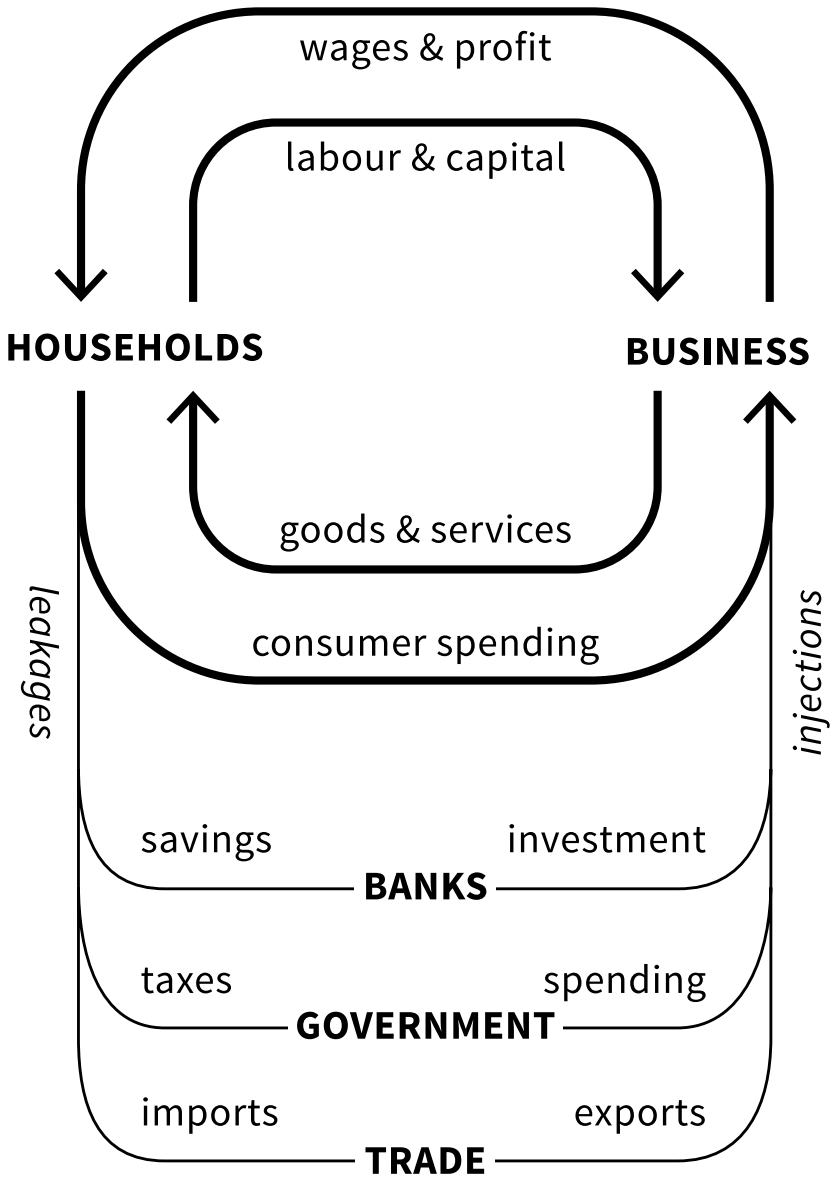 wages & profit
labour & capital
HOUSEHOLDS
BUSINESS
goods & services
consumer spending
leakages
injections
savings
investment
BANKS
taxes
spending
GOVERNMENT
imports
exports
TRADE